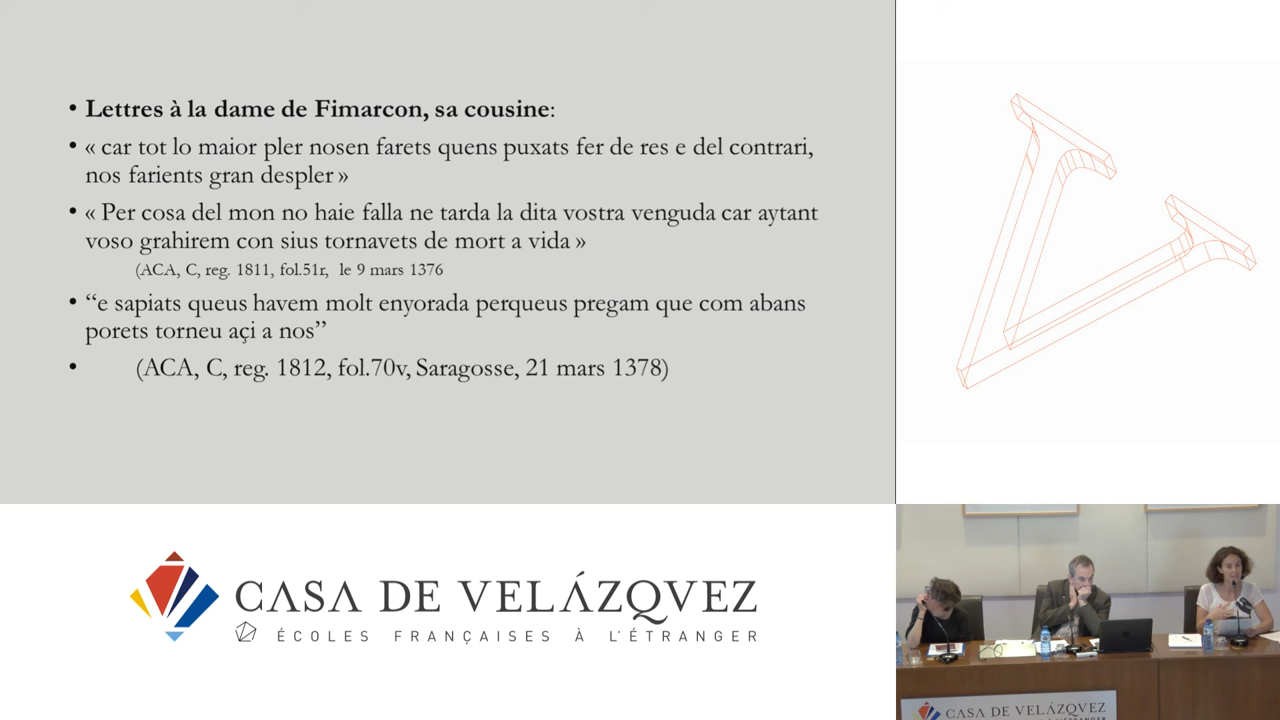 • Lettres à la dame de Fimarcon, sa cousine:
• « car tot lo maior pler nosen farets quens puxats fer de res e del contrari,
nos farients gran despler »
• « Per cosa del mon no haie falla ne tarda la dita vostra venguda car aytant
voso grahirem con sius tornavets de mort a vida »
(ACA, C, reg. 1811, fol.51r, le 9 mars 1376
• “e sapiats queus havem molt enyorada perqueus pregam que com abans
porets torneu açi a nos”
• (ACA, C, reg. 1812, fol.70v, Saragosse, 21 mars 1378)
CASA DE VELÁZQVEZ
ÉCOLES FRANÇAISES À L'ÉTRANGER
CASA DE VELÁZQVEZ